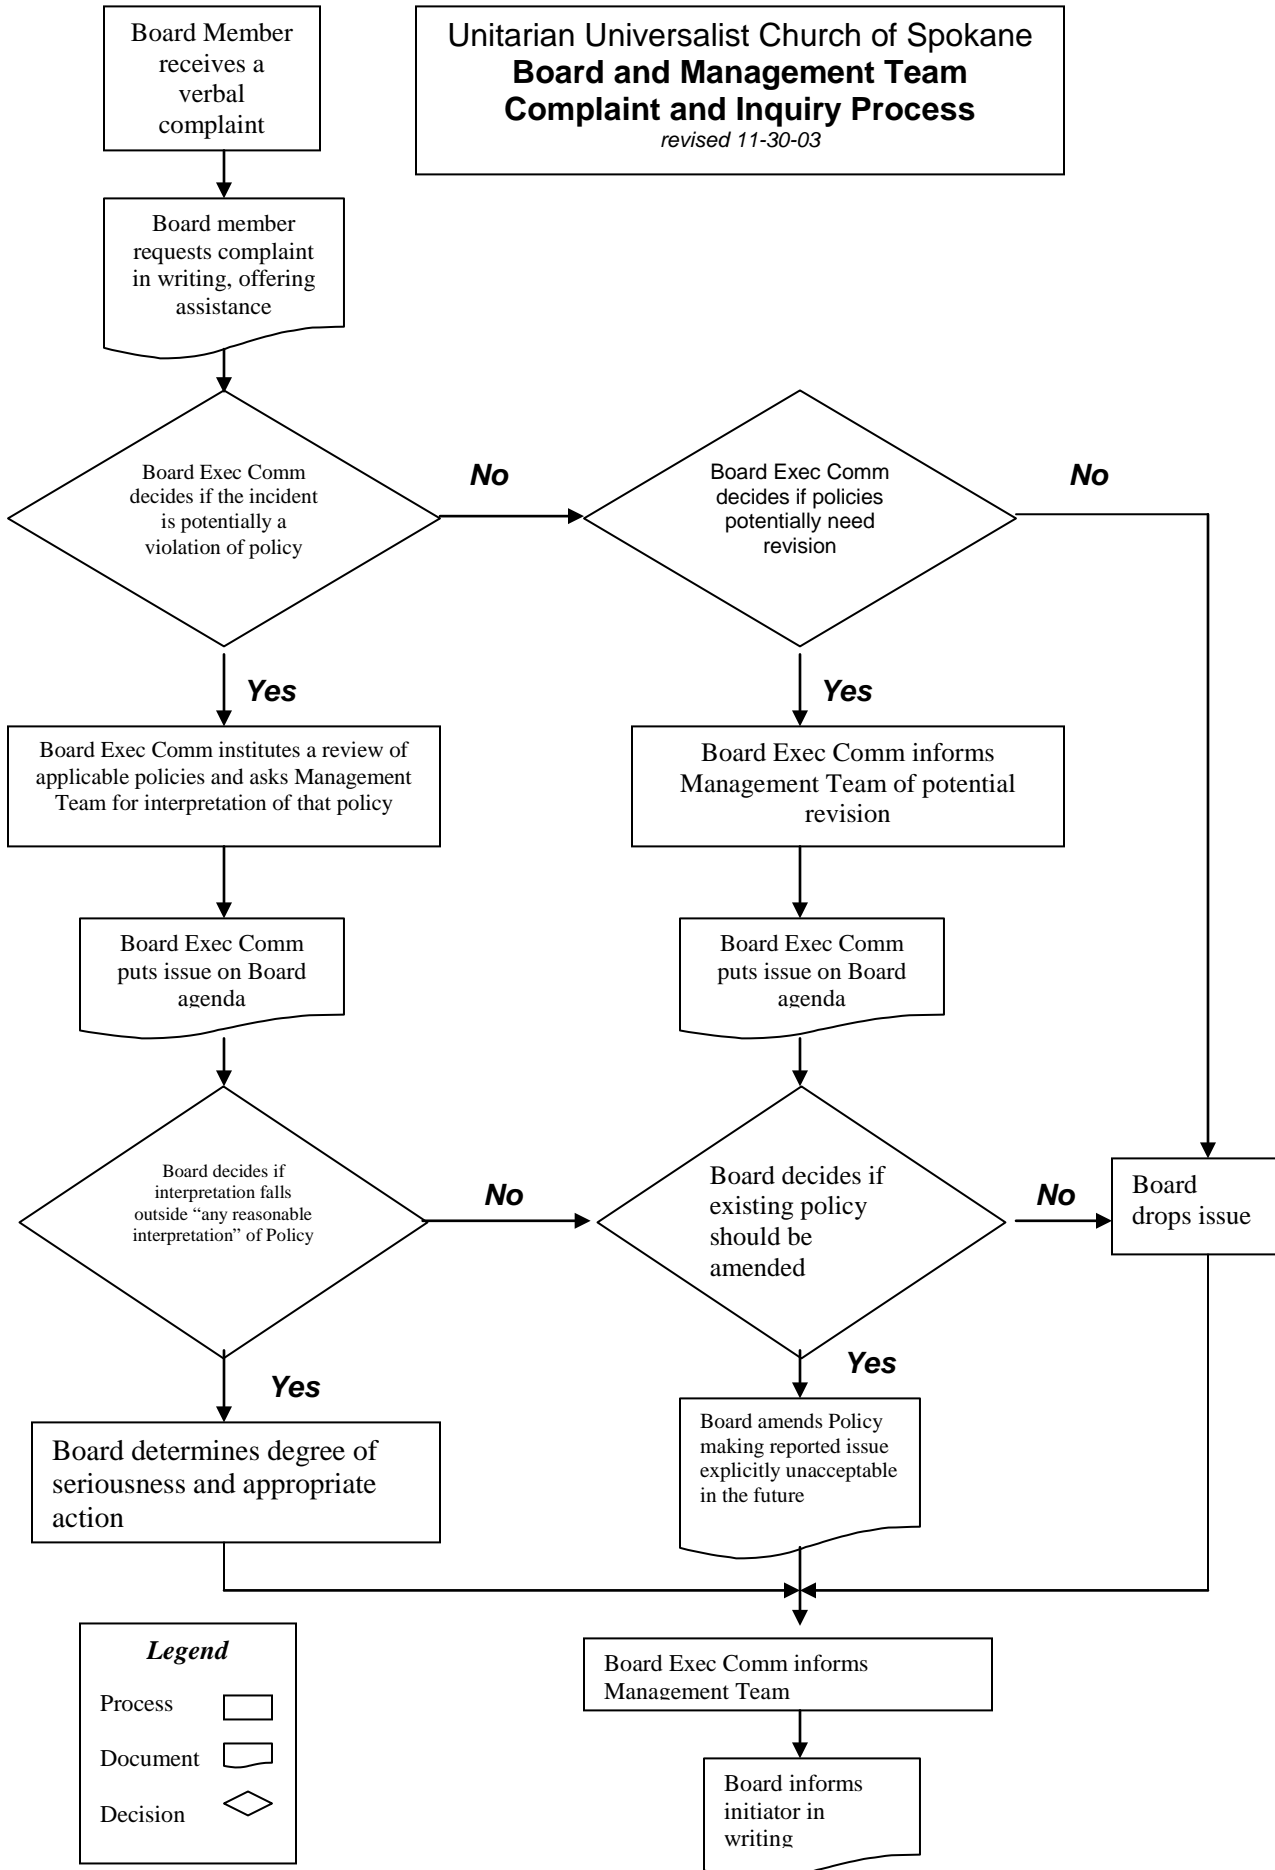 Board Member
receives a
verbal
complaint
Unitarian Universalist Church of Spokane
Board and Management Team
Complaint and Inquiry Process
revised 11-30-03
Board member
requests complaint
in writing, offering
assistance
Board Exec Comm
decides if the incident
is potentially a
violation of policy
No
Board Exec Comm
decides if policies
potentially need
revision
No
Yes
Yes
Board Exec Comm institutes a review of
applicable policies and asks Management
Team for interpretation of that policy
Board Exec Comm informs
Management Team of potential
revision
Board Exec Comm
puts issue on Board
agenda
Board Exec Comm
puts issue on Board
agenda
Board decides if
interpretation falls
outside “any reasonable
interpretation” of Policy
No
Board decides if
existing policy
should be
amended
No
Board
drops issue
Yes
Yes
Board determines degree of
seriousness and appropriate
action
Board amends Policy
making reported issue
explicitly unacceptable
in the future
Legend
Process
Document
Decision
Board Exec Comm informs
Management Team
Board informs
initiator in
writing